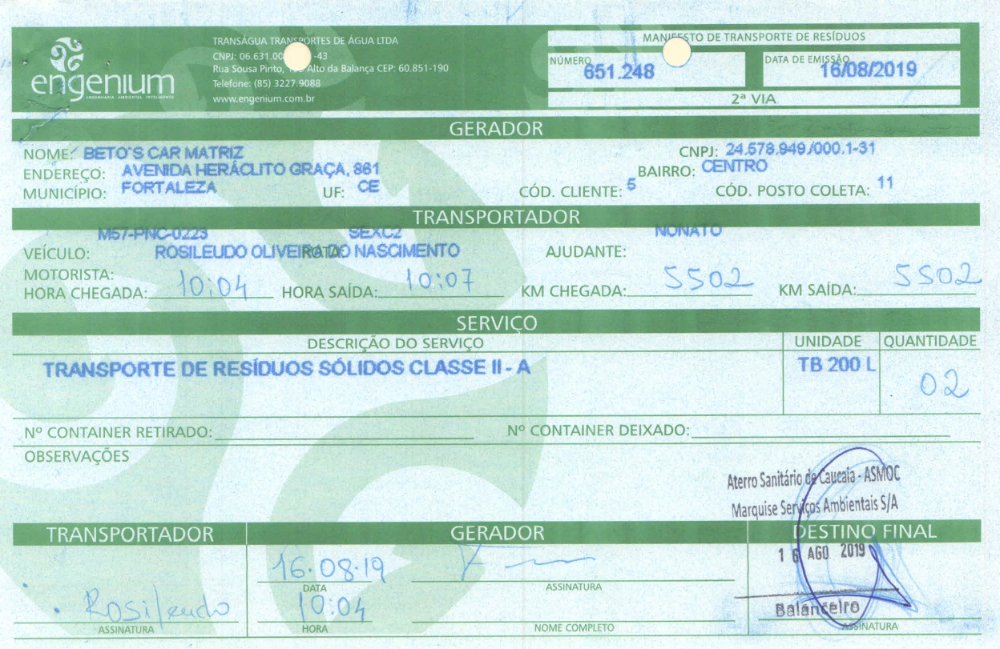 engenium
ENGENHARIA AMBIENTAL INTELIGENTE
TRANSÁGUA TRANSPORTES DE ÁGUA LTDA
CNPJ: 06.631.00 -43
Rua Sousa Pinto, Alto da Balança CEP: 60.851-190
Telefone: (85) 3227.9088
www.engenium.com.br
MANIFESTO DE TRANSPORTE DE RESÍDUOS
NÚMERO 651.248
DATA DE EMISSÃO 16/08/2019
2ª VIA
GERADOR
NOME: BETO'S CAR MATRIZ CNPJ: 24.578.949/000.1-31
ENDEREÇO: AVENIDA HERÁCLITO GRAÇA, 861 BAIRRO: CENTRO
MUNICÍPIO: FORTALEZA UF: CE CÓD. CLIENTE: 5 CÓD. POSTO COLETA: 11
TRANSPORTADOR
M57-PNC-0223 SEXC2 NONATO
VEÍCULO: ROTA: AJUDANTE:
ROSILEUDO OLIVEIRA DO NASCIMENTO
MOTORISTA:
HORA CHEGADA: 10:04 HORA SAÍDA: 10:07 KM CHEGADA: 5502 KM SAÍDA: 5502
SERVIÇO
DESCRIÇÃO DO SERVIÇO UNIDADE QUANTIDADE
TRANSPORTE DE RESÍDUOS SÓLIDOS CLASSE II - A TB 200 L 02
Nº CONTAINER RETIRADO: Nº CONTAINER DEIXADO:
OBSERVAÇÕES
Aterro Sanitário de Caucaia - ASMOC
Marquise Serviços Ambientais S/A
TRANSPORTADOR GERADOR DESTINO FINAL
16 AGO 2019
16.08.19
DATA ASSINATURA
Rosileudo 10:04 Balanceiro
ASSINATURA HORA NOME COMPLETO ASSINATURA